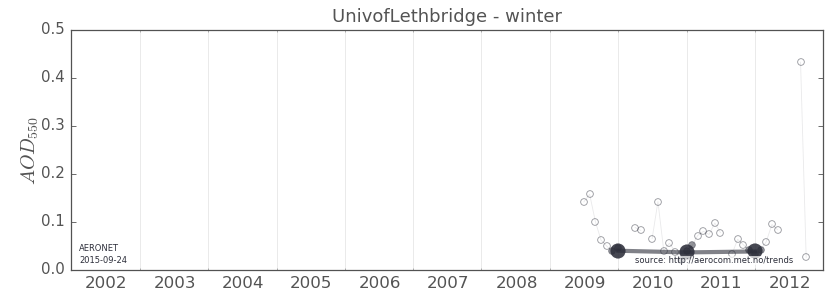 UnivofLethbridge - winter
0.5
0.4
0.3
0.2
0.1
0.0
AOD550
AERONET
2015-09-24
source: http://aerocom.met.no/trends
2002 2003 2004 2005 2006 2007 2008 2009 2010 2011 2012